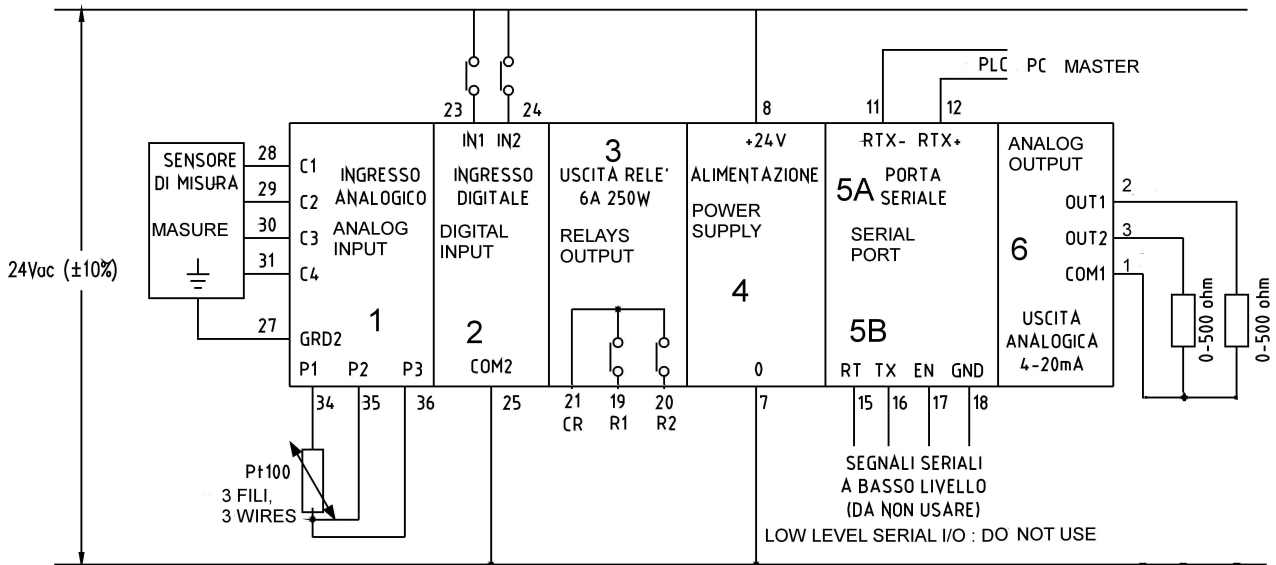 PLC PC MASTER
23 24 8 11 12
IN1 IN2
3
+24V
RTX- RTX+
ANALOG
OUTPUT
SENSORE
DI MISURA
MASURE
28
29
30
31
27
C1
C2
C3
C4
GRD2
INGRESSO
ANALOGICO
ANALOG
INPUT
1
P1 P2 P3
INGRESSO
DIGITALE
DIGITAL
INPUT
2
COM2
USCITA RELE'
6A 250W
RELAYS
OUTPUT
ALIMENTAZIONE
POWER
SUPPLY
4
0
5A PORTA
SERIALE
SERIAL
PORT
5B
RT TX EN GND
OUT1
OUT2
COM1
2
3
1
6
USCITA
ANALOGICA
4-20mA
0-500 ohm
0-500 ohm
24Vac (±10%)
34 35 36 25
21 19 20
CR R1 R2
7
15 16 17 18
Pt100
3 FILI,
3 WIRES
SEGNALI SERIALI
A BASSO LIVELLO
(DA NON USARE)
LOW LEVEL SERIAL I/O : DO NOT USE